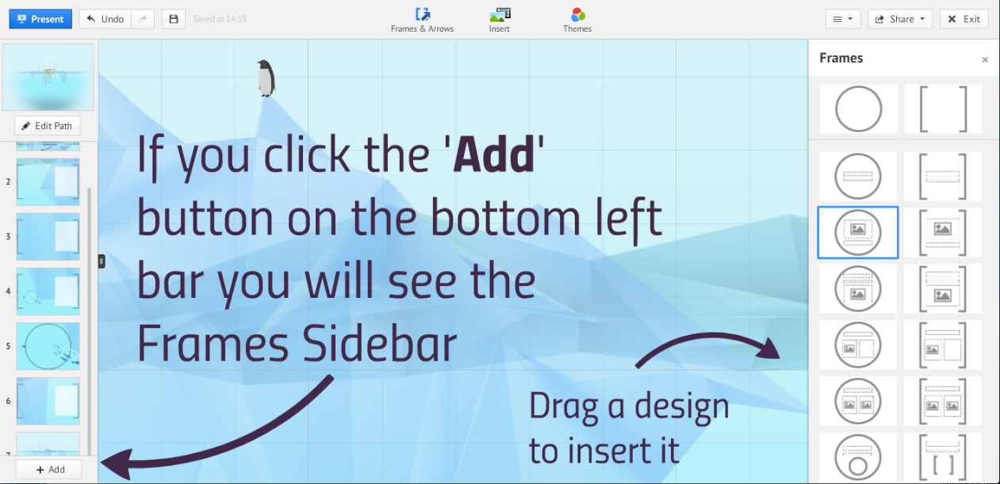 Present
Undo
Saved at 14:15
Frames & Arrows
Insert
Themes
Share
Exit
Edit Path
2
3
4
5
6
7
+ Add
If you click the 'Add'
button on the bottom left
bar you will see the
Frames Sidebar
Drag a design
to insert it
Frames